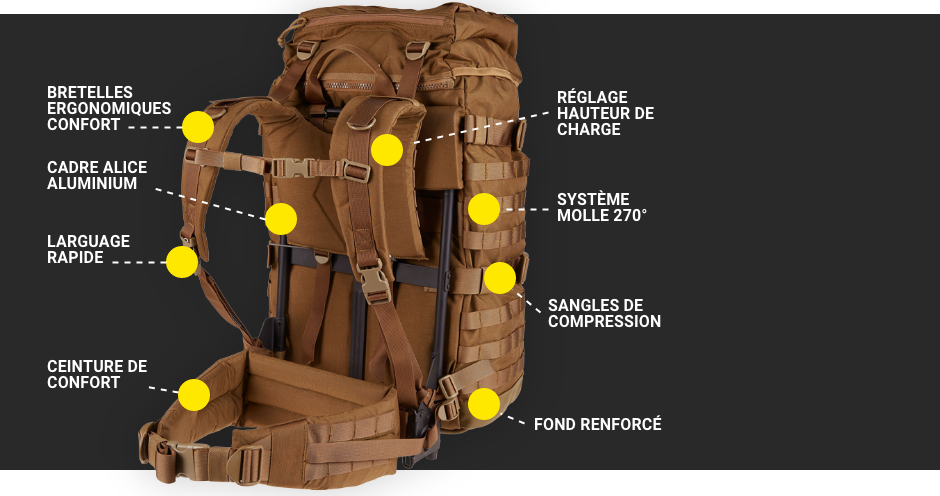 BRETELLES
ERGONOMIQUES
CONFORT
CADRE ALICE
ALUMINIUM
LARGUAGE
RAPIDE
CEINTURE DE
CONFORT
RÉGLAGE
HAUTEUR DE
CHARGE
SYSTÈME
MOLLE 270°
SANGLES DE
COMPRESSION
FOND RENFORCÉ